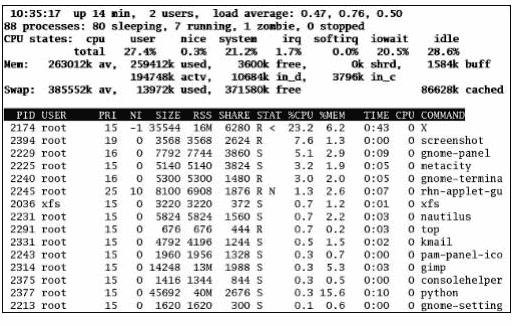 10:35:17  up 14 min,  2 users,  load average: 0.47, 0.76, 0.50
88 processes: 80 sleeping, 7 running, 1 zombie, 0 stopped
CPU states:  cpu    user    nice  system    irq  softirq  iowait    idle
           total   27.4%    0.3%   21.2%   1.7%     0.0%   20.5%   28.6%
Mem:   263012k av,  259412k used,    3600k free,       0k shrd,    1584k buff
                    194748k actv,   10684k in_d,    3796k in_c
Swap:  385552k av,   13972k used,  371580k free                   86628k cached
PID USER     PRI  NI  SIZE  RSS SHARE STAT %CPU %MEM   TIME CPU COMMAND
2174 root      15  -1 35544  16M  6280 R <  23.2  6.2   0:43   0 X
2394 root      19   0  3568 3568  2624 R     7.6  1.3   0:00   0 screenshot
2229 root      16   0  7792 7744  3860 S     5.1  2.9   0:09   0 gnome-panel
2225 root      15   0  5140 5140  3824 S     3.2  1.9   0:05   0 metacity
2240 root      16   0  5300 5300  1480 R     3.0  2.0   0:05   0 gnome-termina
2245 root      25  10  8100 6908  1876 R N   1.3  2.6   0:07   0 rhn-applet-gu
2036 xfs       15   0  3220 3220   372 S     0.7  1.2   0:01   0 xfs
2231 root      15   0  5824 5824  1560 S     0.7  2.2   0:03   0 nautilus
2291 root      15   0   676  676   444 R     0.7  0.2   0:03   0 top
2331 root      15   0  4792 4196  1244 S     0.5  1.5   0:02   0 kmail
2243 root      15   0  1960 1956  1328 S     0.3  0.7   0:00   0 pam-panel-ico
2314 root      15   0 14248  13M  1988 S     0.3  5.3   0:03   0 gimp
2375 root      15   0  1416 1344   844 S     0.3  0.5   0:00   0 consolehelper
2377 root      15   0 45692  40M  2676 S     0.3 15.6   0:10   0 python
2213 root      15   0  1620 1620   300 S     0.1  0.6   0:00   0 gnome-setting